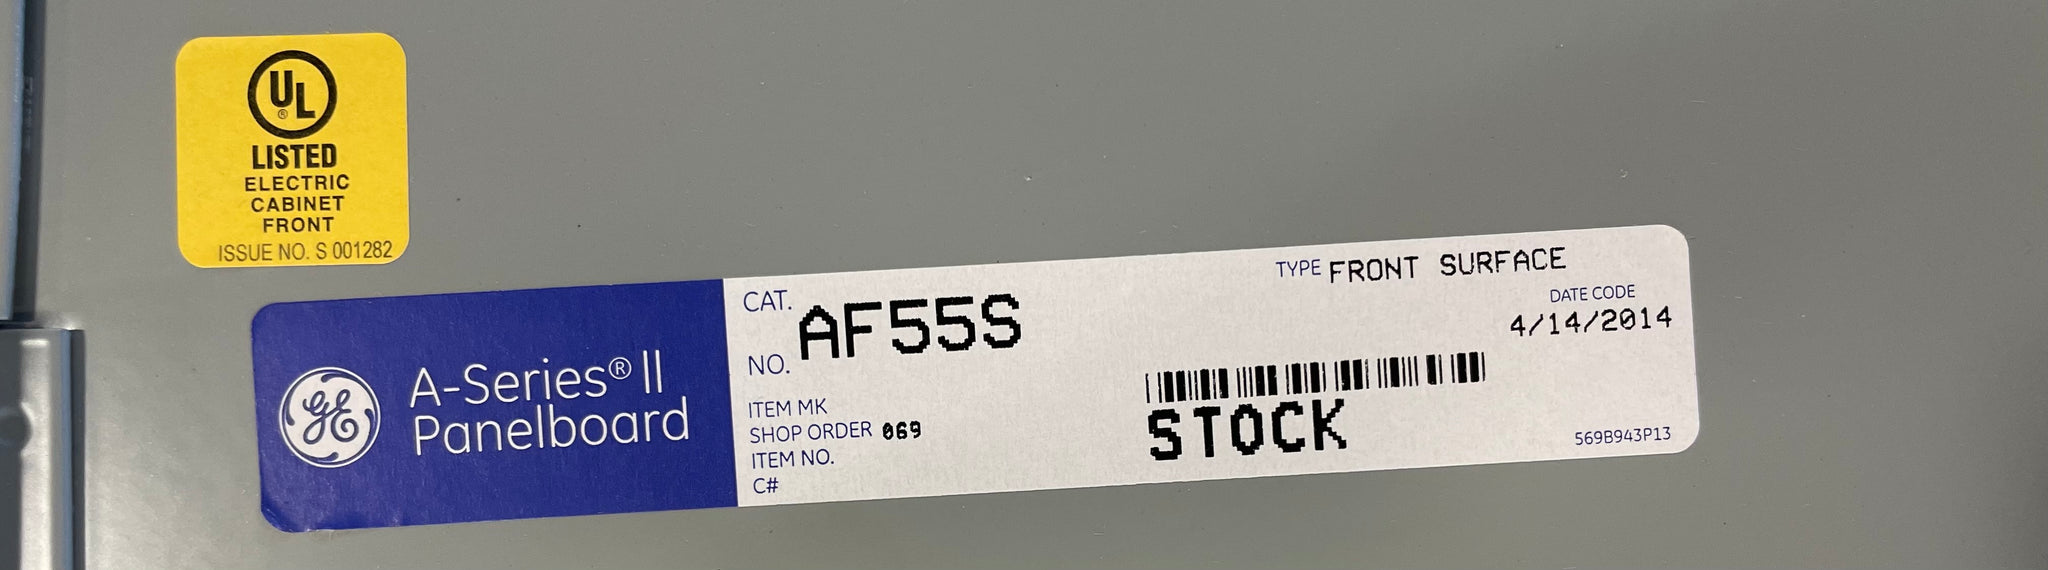 UL
®
LISTED
ELECTRIC
CABINET
FRONT
ISSUE NO. S 001282
GE
A-Series® II
Panelboard
CAT.
NO.
AF55S
ITEM MK
SHOP ORDER 069
ITEM NO.
C#
TYPE FRONT SURFACE
DATE CODE
4/14/2014
STOCK
569B943P13